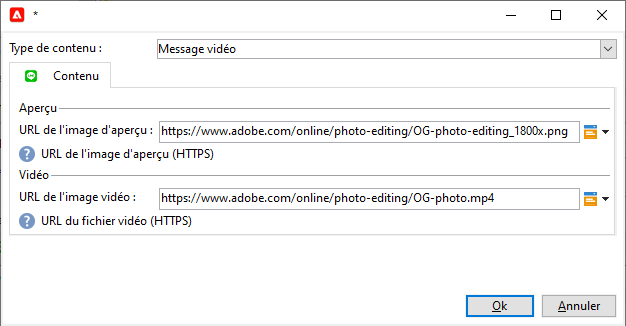 *
Type de contenu :
Message vidéo
Contenu
Aperçu
URL de l'image d'aperçu :
https://www.adobe.com/online/photo-editing/OG-photo-editing_1800x.png
URL de l'image d'aperçu (HTTPS)
Vidéo
URL de l'image vidéo :
https://www.adobe.com/online/photo-editing/OG-photo.mp4
URL du fichier vidéo (HTTPS)
Ok
Annuler